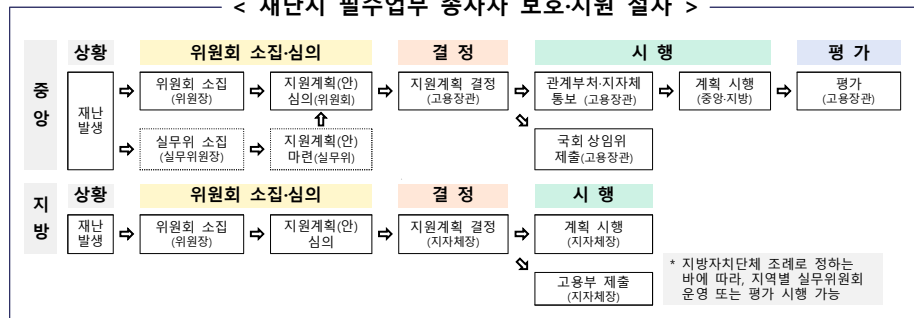 < 재난시 필수업무 종사자 보호·지원 절차 >
상황 위원회 소집·심의 결 정 시 행 평 가
중앙
재난
발생
위원회 소집
(위원장)
지원계획(안)
심의(위원회)
지원계획 결정
(고용장관)
관계부처·지자체
통보 (고용장관)
계획 시행
(중앙·지방)
평가
(고용장관)
실무위 소집
(실무위원장)
지원계획(안)
마련(실무위)
국회 상임위
제출(고용장관)
상황 위원회 소집·심의 결 정 시 행
지방
재난
발생
위원회 소집
(위원장)
지원계획(안)
심의
지원계획 결정
(지자체장)
계획 시행
(지자체장)
고용부 제출
(지자체장)
* 지방자치단체 조례로 정하는
바에 따라, 지역별 실무위원회
운영 또는 평가 시행 가능